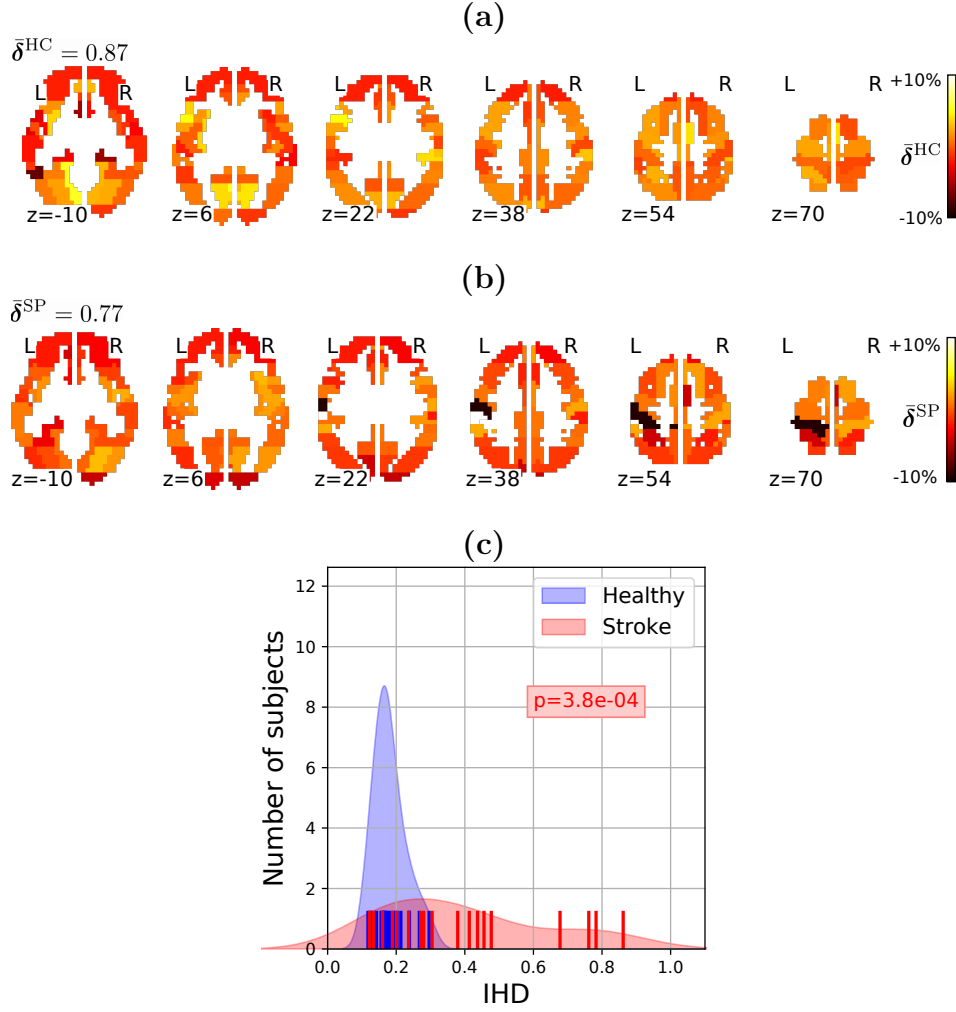 (a)
δ̄^HC = 0.87
L R L R L R L R L R L R
+10%
δ̄^HC
-10%
z=-10 z=6 z=22 z=38 z=54 z=70
(b)
δ̄^SP = 0.77
L R L R L R L R L R L R
+10%
δ̄^SP
-10%
z=-10 z=6 z=22 z=38 z=54 z=70
(c)
Healthy
Stroke
p=3.8e-04
Number of subjects
12
10
8
6
4
2
0
0.0 0.2 0.4 0.6 0.8 1.0
IHD